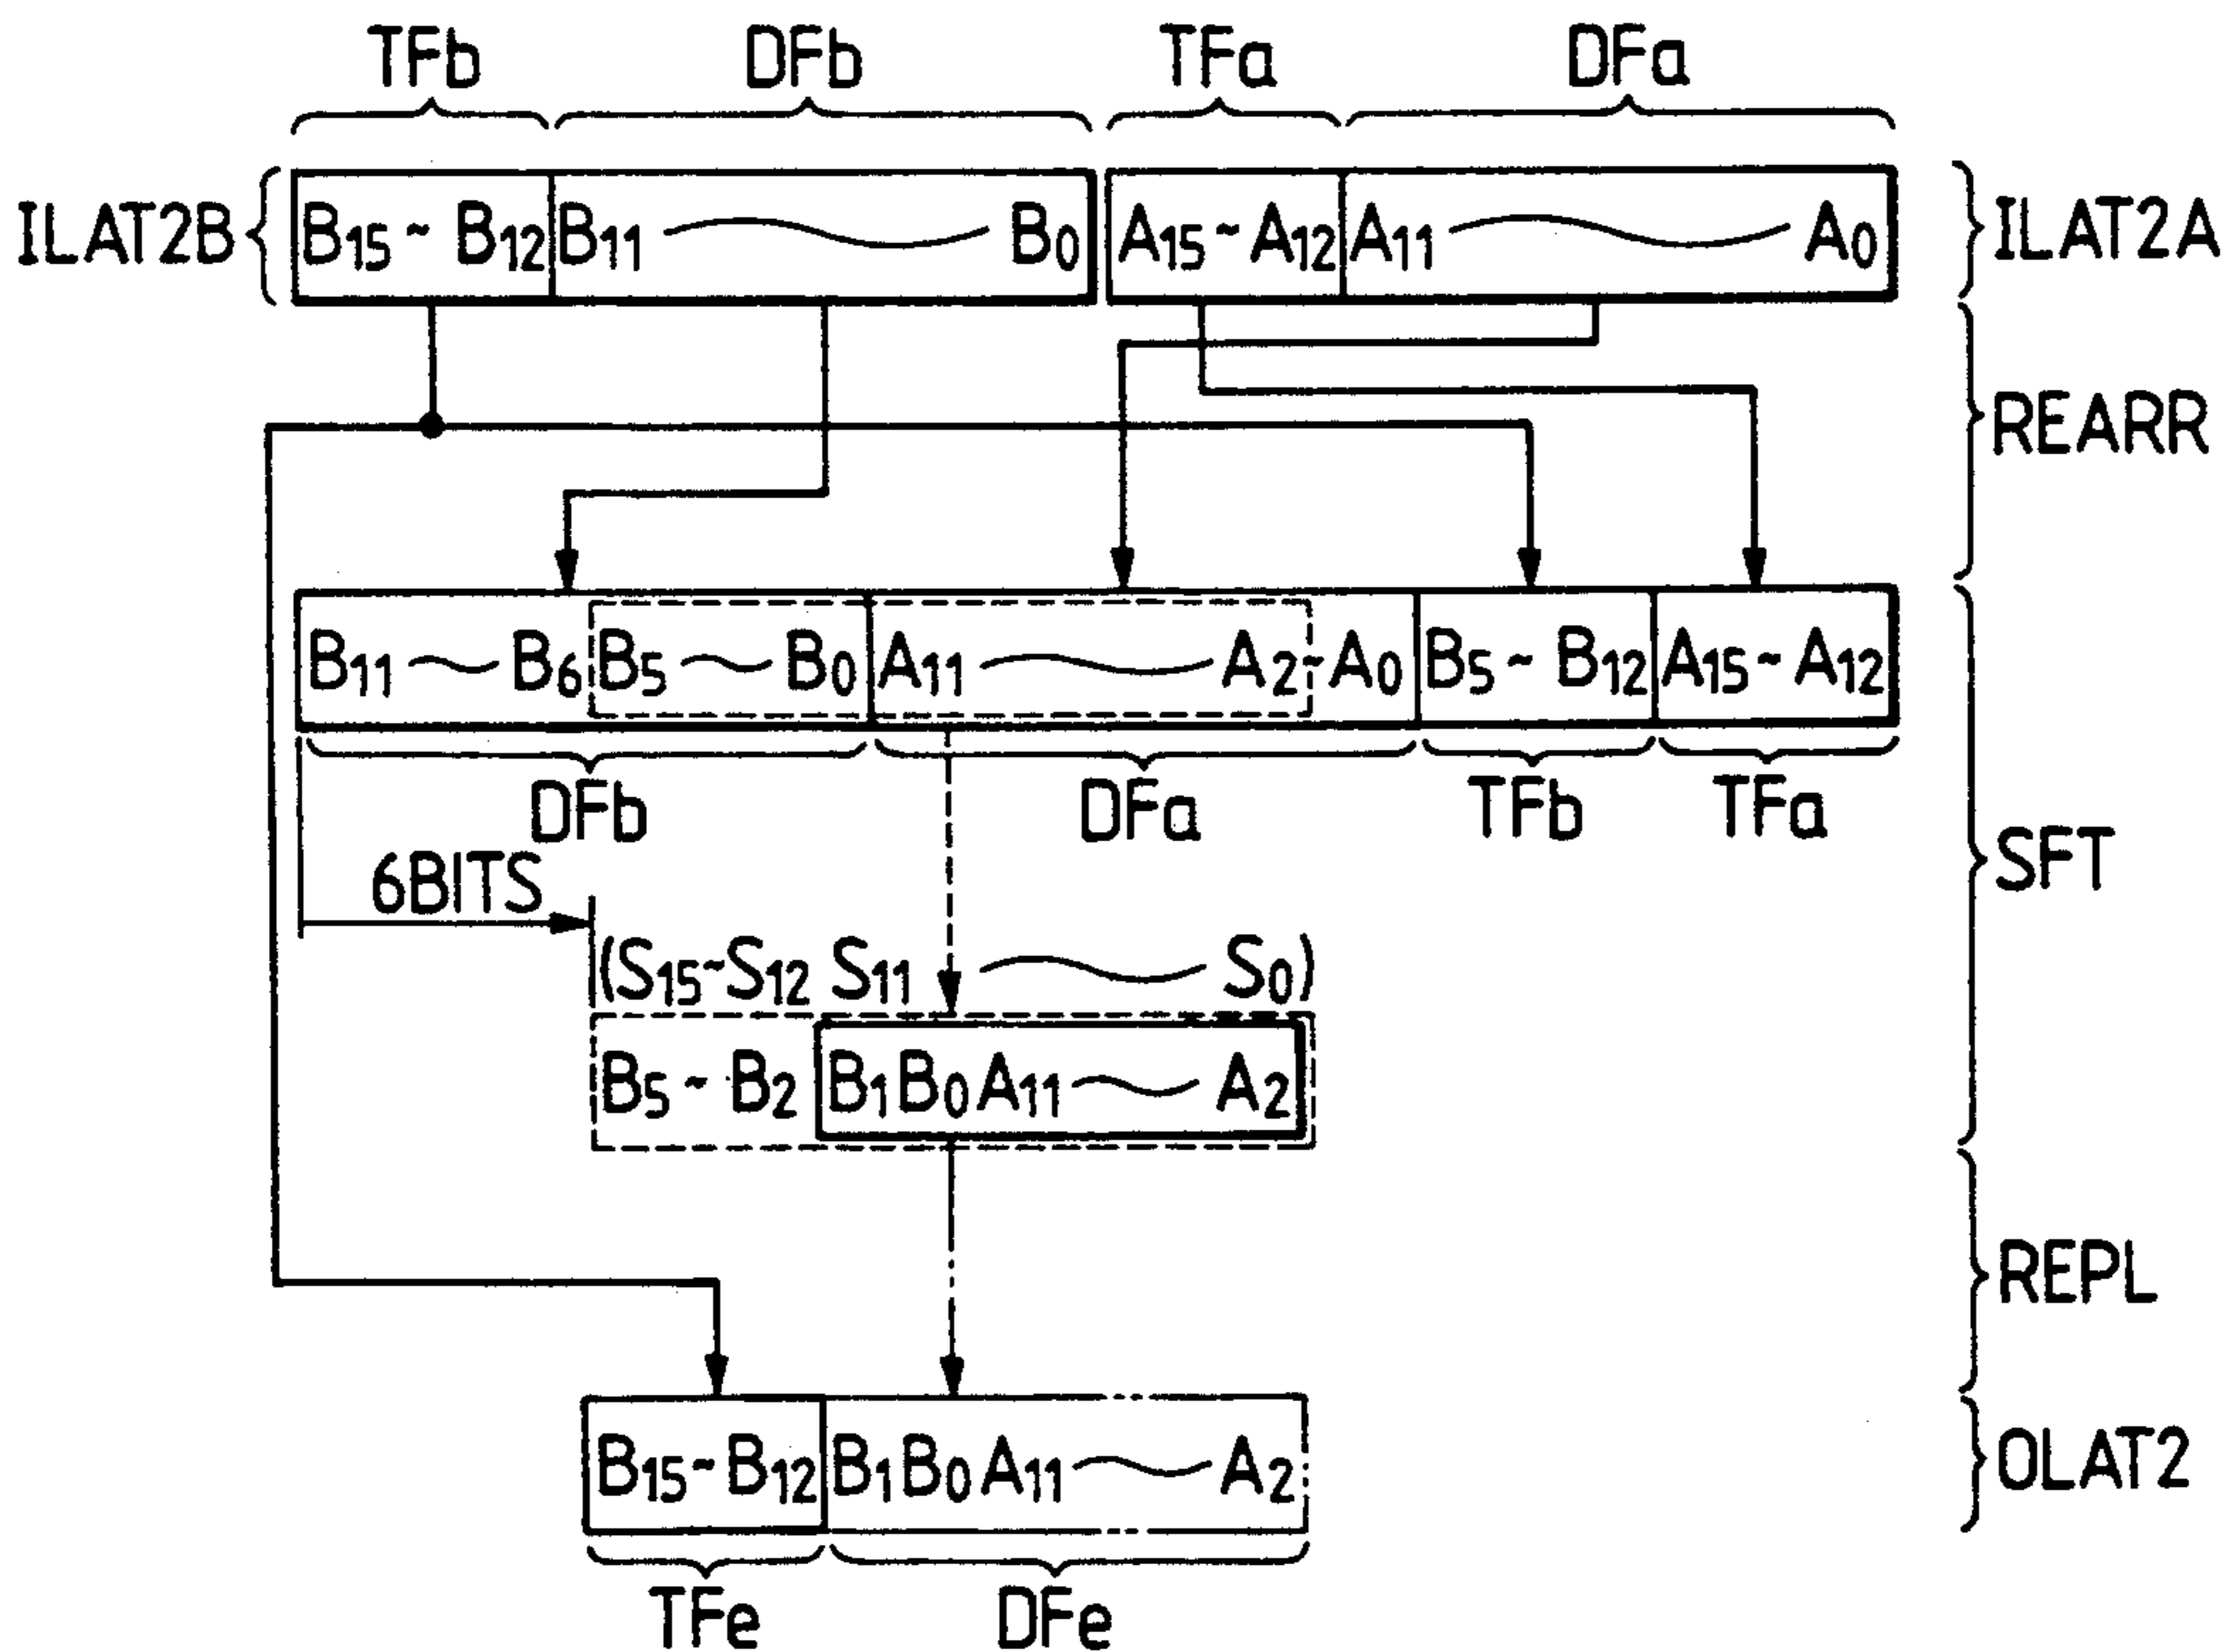 TFb DFb TFa DFa
ILAT2B B15 ~ B12 B11 ~ B0 A15 ~ A12 A11 ~ A0 ILAT2A
REARR
B11 ~ B6 B5 ~ B0 A11 ~ A2 ~ A0 B5 ~ B12 A15 ~ A12
DFb DFa TFb TFa
SFT
6BITS
(S15~S12 S11 ~ S0)
B5 ~ B2 B1 B0 A11 ~ A2
REPL
B15 ~ B12 B1 B0 A11 ~ A2 OLAT2
TFe DFe